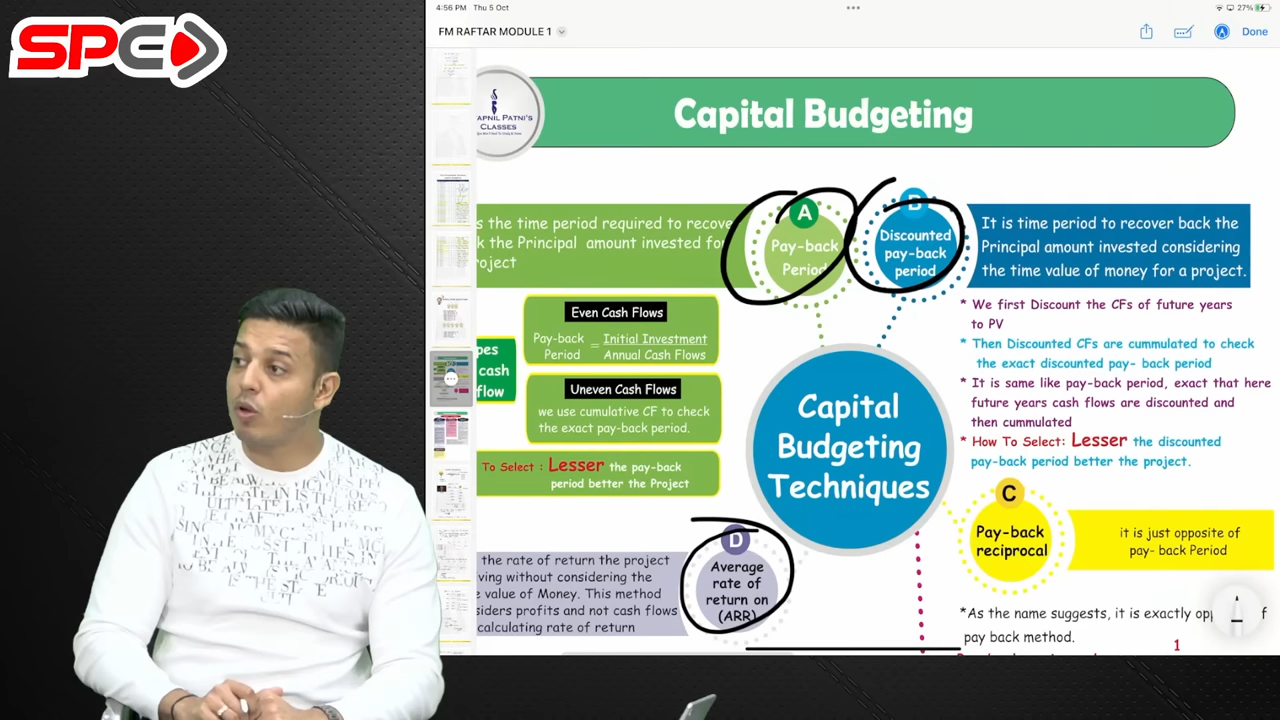 SPC
4:56 PM Thu 5 Oct
27%
FM RAFTAR MODULE 1
Done
APNIL PATNI'S
CLASSES
Capital Budgeting
s the time period required to recove
k the Principal amount invested for
roject
A
Pay-back
Period
B
Discounted
pay-back
period
It is time period to recover back the
Principal amount invested considering
the time value of money for a project.
Even Cash Flows
Pay-back Period = Initial Investment
Annual Cash Flows
pes
cash
flow
Uneven Cash Flows
we use cumulative CF to check
the exact pay-back period.
To Select : Lesser the pay-back
period better the Project
* We first Discount the CFs of future years
to PV
* Then Discounted CFs are cummulated to check
the exact discounted pay- back period
* It is same like pay-back period, exact that here
future years cash flows are discounted and
then cummulated
* How To Select: Lesser the discounted
pay-back period better the project.
Capital
Budgeting
Techniques
C
Pay-back
reciprocal
it is just opposite of
pay- back Period
D
Average
rate of
return on
(ARR)
the rate of return the project
ving without considering the
value of Money. This method
siders profits and not cash flows
calculating rate of return
*As the name suggests, it is exactly opp f
pay back method.
1